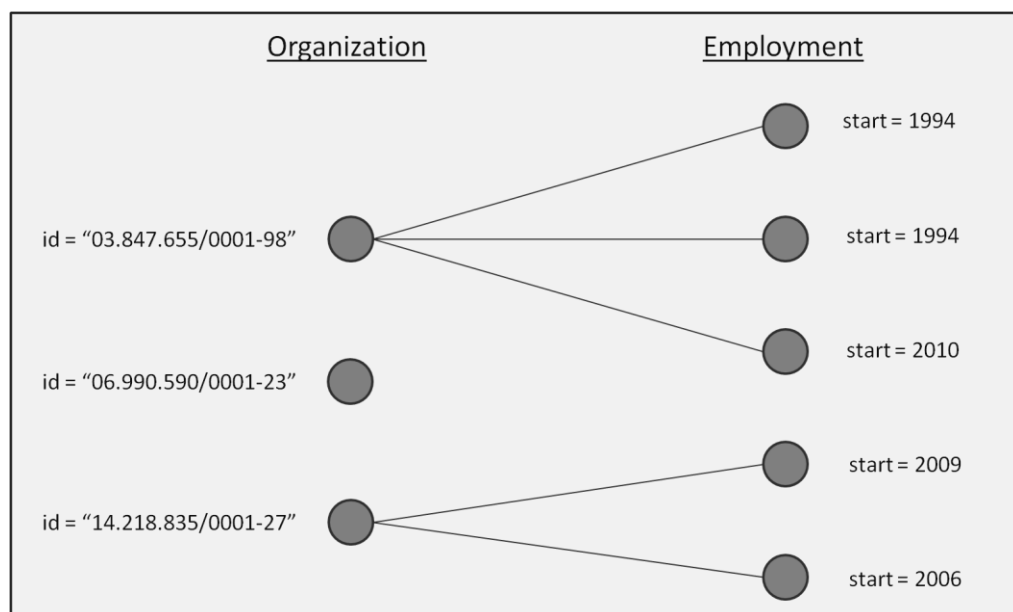 Organization
Employment
start = 1994
id = “03.847.655/0001-98”
start = 1994
start = 2010
id = “06.990.590/0001-23”
start = 2009
id = “14.218.835/0001-27”
start = 2006